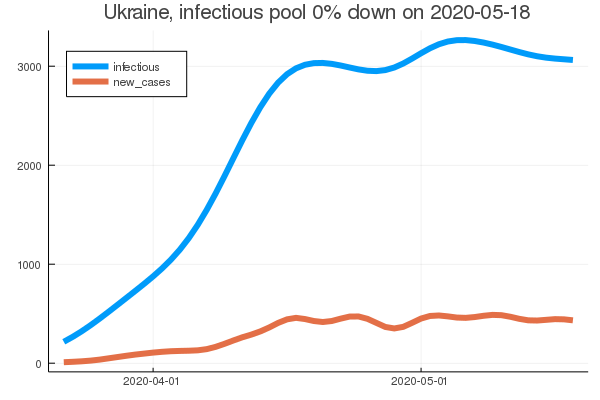 Ukraine, infectious pool 0% down on 2020-05-18
infectious
new_cases
3000
2000
1000
0
2020-04-01
2020-05-01